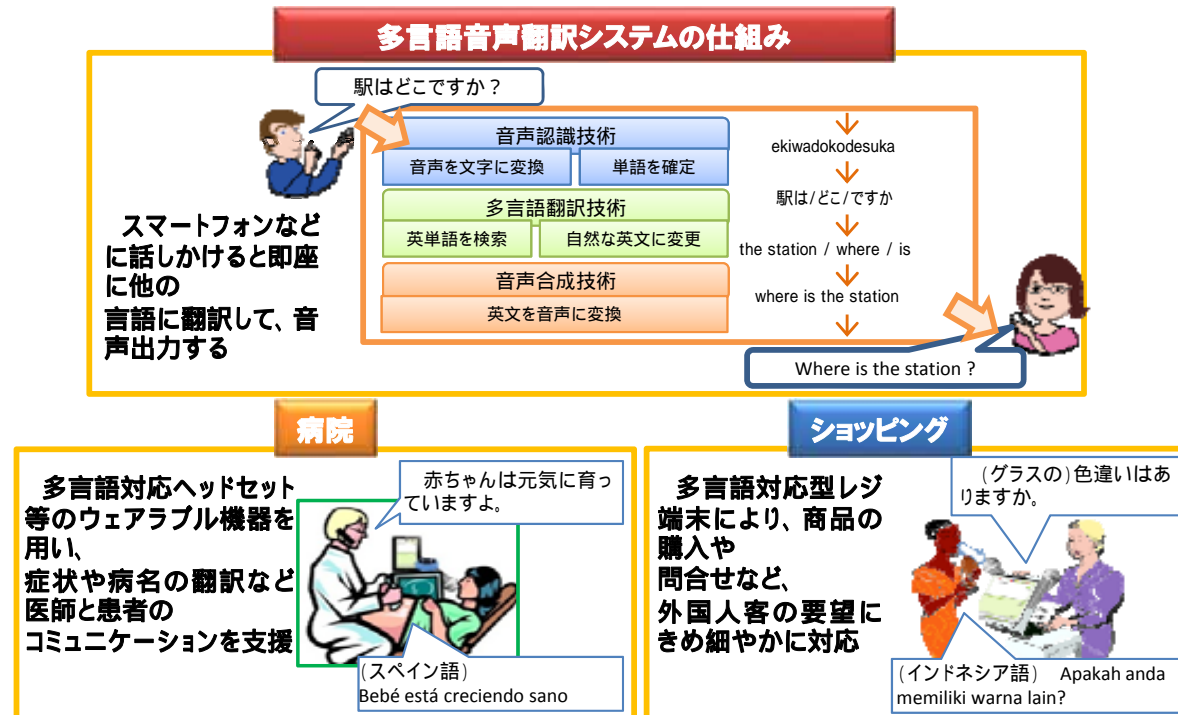 多言語音声翻訳システムの仕組み
駅はどこですか？
音声認識技術
音声を文字に変換
単語を確定
多言語翻訳技術
英単語を検索
自然な英文に変更
音声合成技術
英文を音声に変換
ekiwadokodesuka
駅は/どこ/ですか
the station / where / is
where is the station
Where is the station ?
スマートフォンなど
に話しかけると即座
に他の
言語に翻訳して、音
声出力する
病院
多言語対応ヘッドセット
等のウェアラブル機器を
用い、
症状や病名の翻訳など
医師と患者の
コミュニケーションを支援
赤ちゃんは元気に育っ
ていますよ。
(スペイン語)
Bebé está creciendo sano
ショッピング
多言語対応型レジ
端末により、商品の
購入や
問合せなど、
外国人客の要望に
きめ細やかに対応
(グラスの)色違いはあ
りますか。
(インドネシア語) Apakah anda
memiliki warna lain?